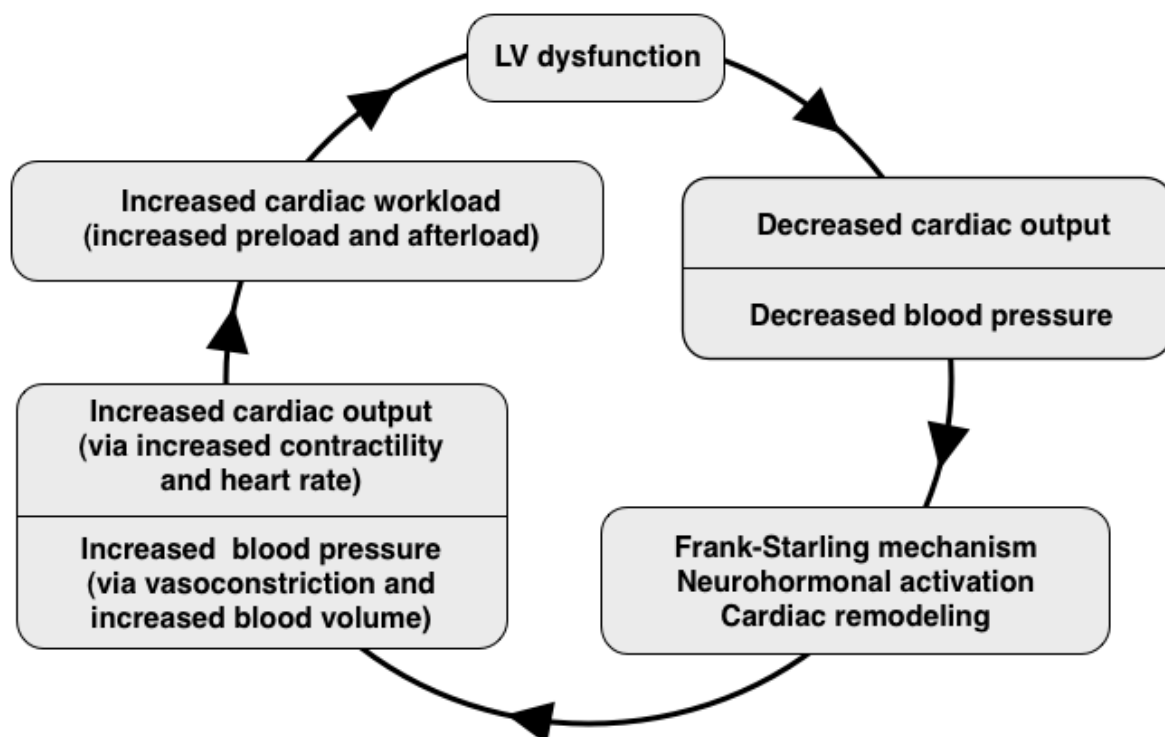 LV dysfunction
Decreased cardiac output
Decreased blood pressure
Frank-Starling mechanism
Neurohormonal activation
Cardiac remodeling
Increased cardiac output
(via increased contractility
and heart rate)
Increased blood pressure
(via vasoconstriction and
increased blood volume)
Increased cardiac workload
(increased preload and afterload)